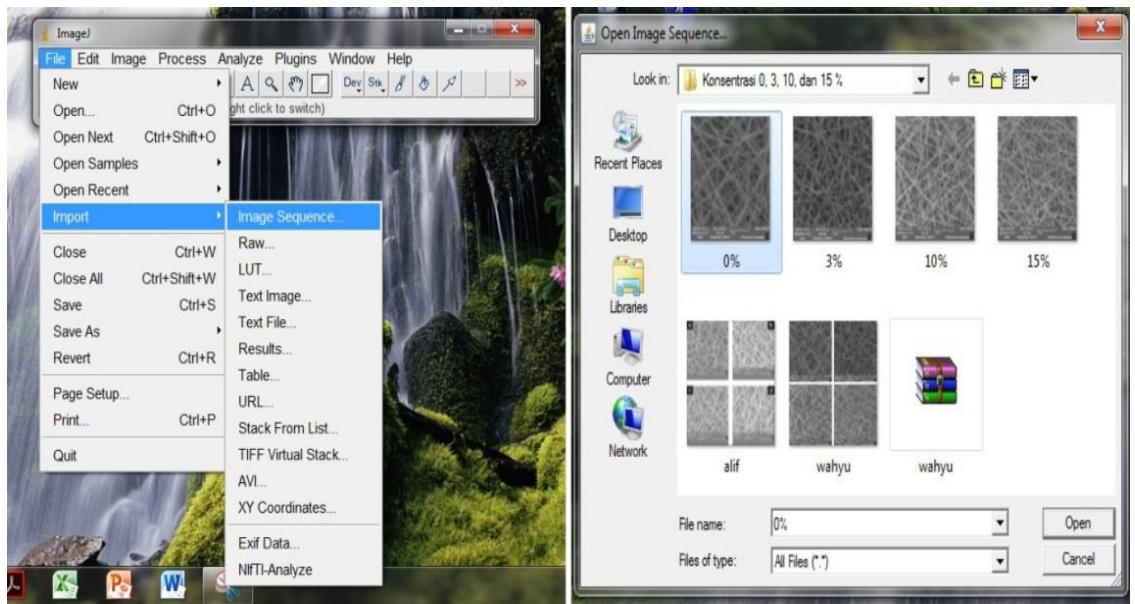 ImageJ
File Edit Image Process Analyze Plugins Window Help
Dev Stk >>
ght click to switch)
New
Open... Ctrl+O
Open Next Ctrl+Shift+O
Open Samples
Open Recent
Import
Close Ctrl+W
Close All Ctrl+Shift+W
Save Ctrl+S
Save As
Revert Ctrl+R
Page Setup...
Print... Ctrl+P
Quit
Image Sequence...
Raw...
LUT...
Text Image...
Text File...
Results...
Table...
URL...
Stack From List...
TIFF Virtual Stack...
AVI...
XY Coordinates...
Exif Data...
NIfTI-Analyze
Open Image Sequence...
Look in: Konsentrasi 0, 3, 10, dan 15 %
Recent Places
Desktop
Libraries
Computer
Network
0% 3% 10% 15%
alif wahyu wahyu
File name: 0% Open
Files of type: All Files (*.*) Cancel